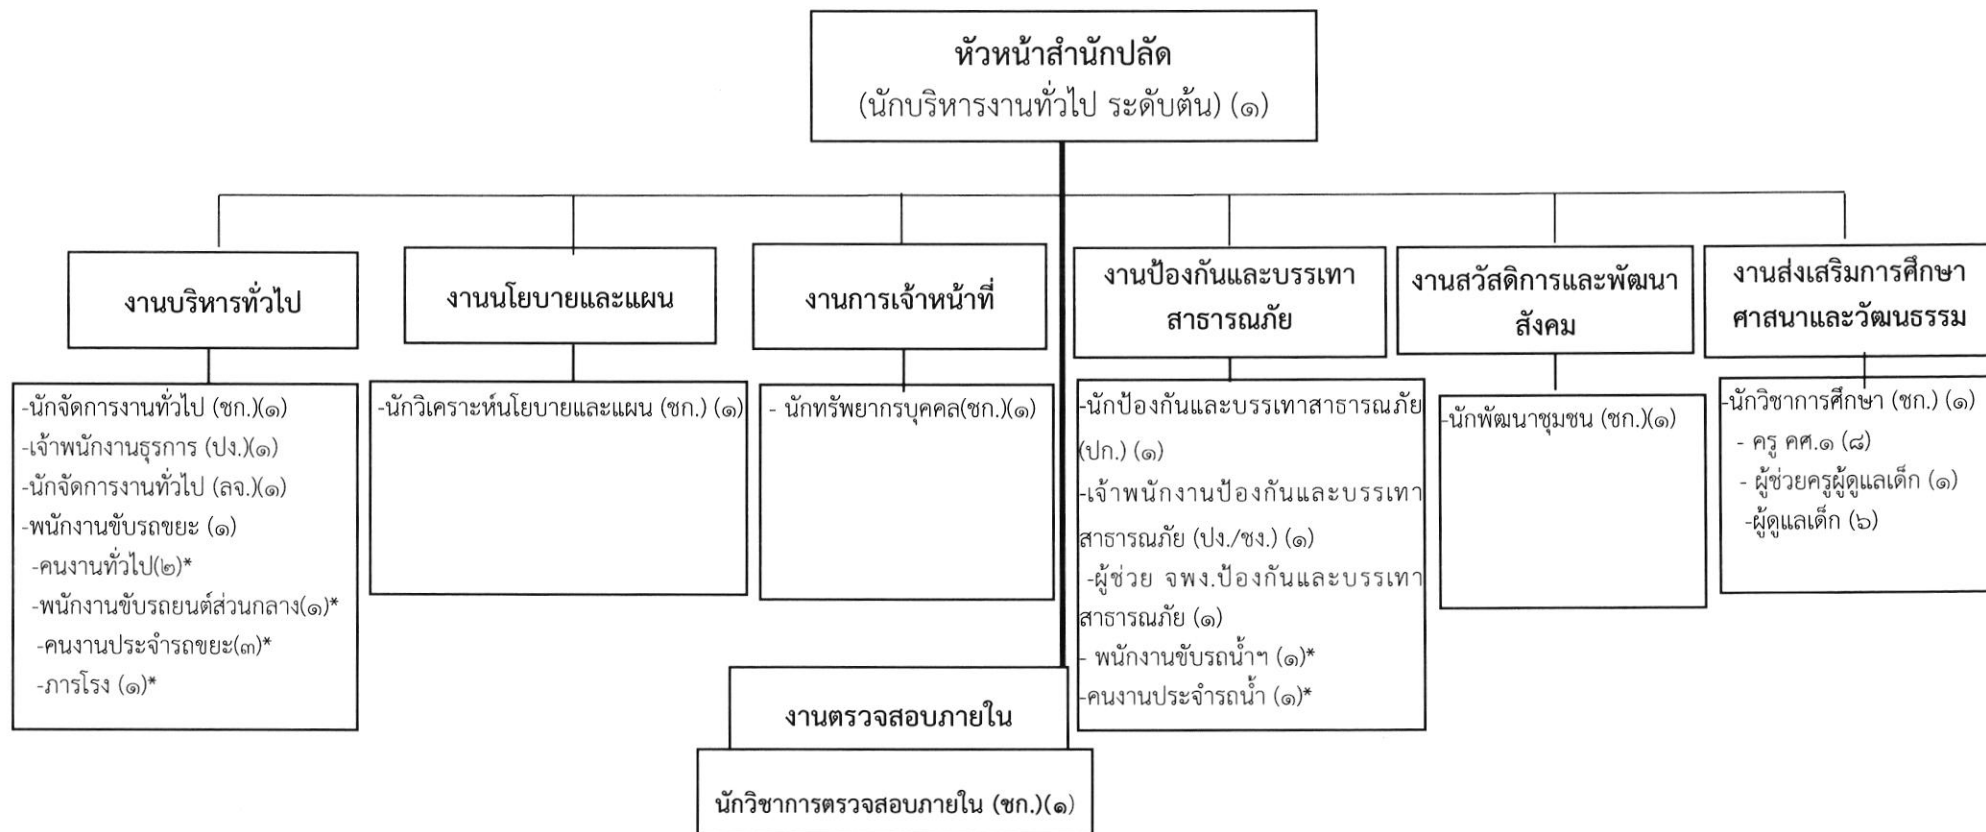 หัวหน้าสำนักปลัด
(นักบริหารงานทั่วไป ระดับต้น) (๑)
งานบริหารทั่วไป
-นักจัดการงานทั่วไป (ชก.)(๑)
-เจ้าพนักงานธุรการ (ปง.)(๑)
-นักจัดการงานทั่วไป (ลจ.)(๑)
-พนักงานขับรถขยะ (๑)
-คนงานทั่วไป(๒)*
-พนักงานขับรถยนต์ส่วนกลาง(๑)*
-คนงานประจำรถขยะ(๓)*
-ภารโรง (๑)*
งานนโยบายและแผน
-นักวิเคราะห์นโยบายและแผน (ชก.) (๑)
งานการเจ้าหน้าที่
- นักทรัพยากรบุคคล(ชก.)(๑)
งานป้องกันและบรรเทา
สาธารณภัย
-นักป้องกันและบรรเทาสาธารณภัย
(ปก.) (๑)
-เจ้าพนักงานป้องกันและบรรเทา
สาธารณภัย (ปง./ชง.) (๑)
-ผู้ช่วย จพง.ป้องกันและบรรเทา
สาธารณภัย (๑)
- พนักงานขับรถน้ำฯ (๑)*
-คนงานประจำรถน้ำ (๑)*
งานสวัสดิการและพัฒนา
สังคม
-นักพัฒนาชุมชน (ชก.)(๑)
งานส่งเสริมการศึกษา
ศาสนาและวัฒนธรรม
-นักวิชาการศึกษา (ชก.) (๑)
- ครู คศ.๑ (๘)
- ผู้ช่วยครูผู้ดูแลเด็ก (๑)
-ผู้ดูแลเด็ก (๖)
งานตรวจสอบภายใน
นักวิชาการตรวจสอบภายใน (ชก.)(๑)